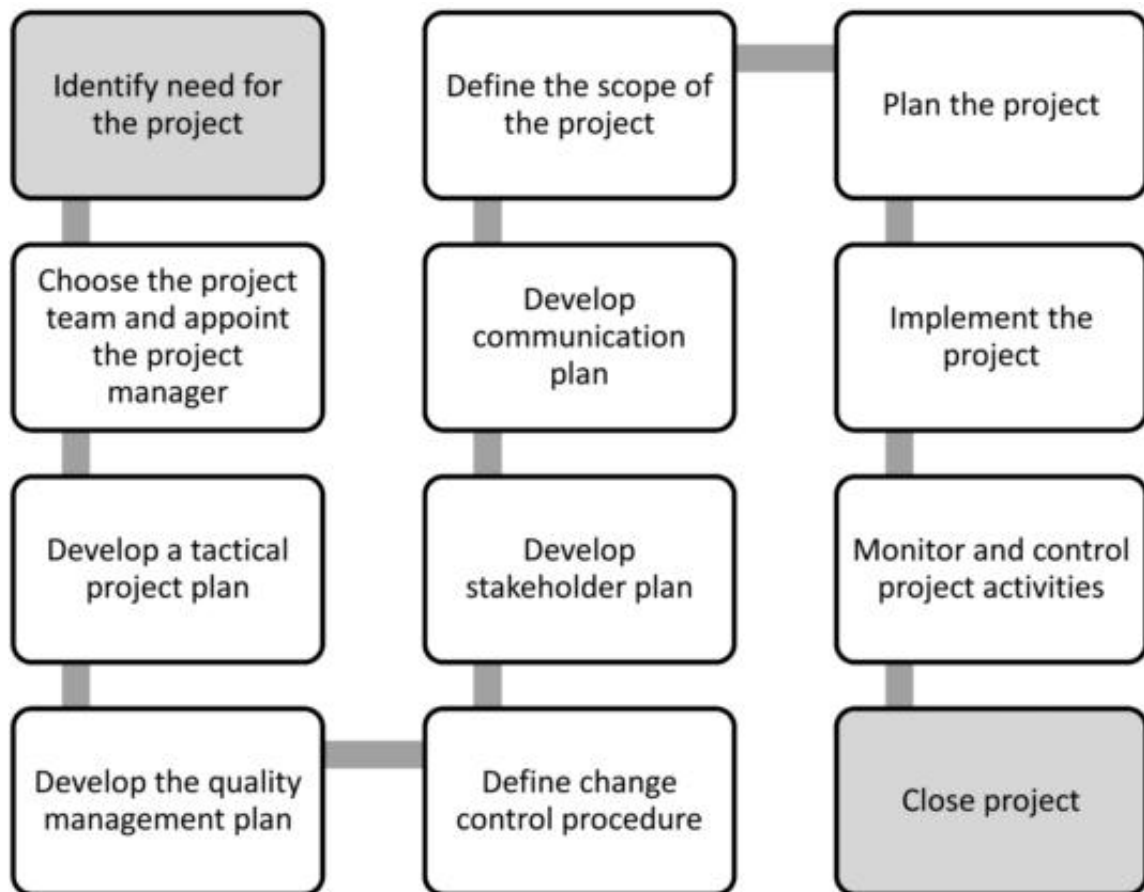 Identify need for
the project
Choose the project
team and appoint
the project
manager
Develop a tactical
project plan
Develop the quality
management plan
Define change
control procedure
Develop
stakeholder plan
Develop
communication
plan
Define the scope of
the project
Plan the project
Implement the
project
Monitor and control
project activities
Close project